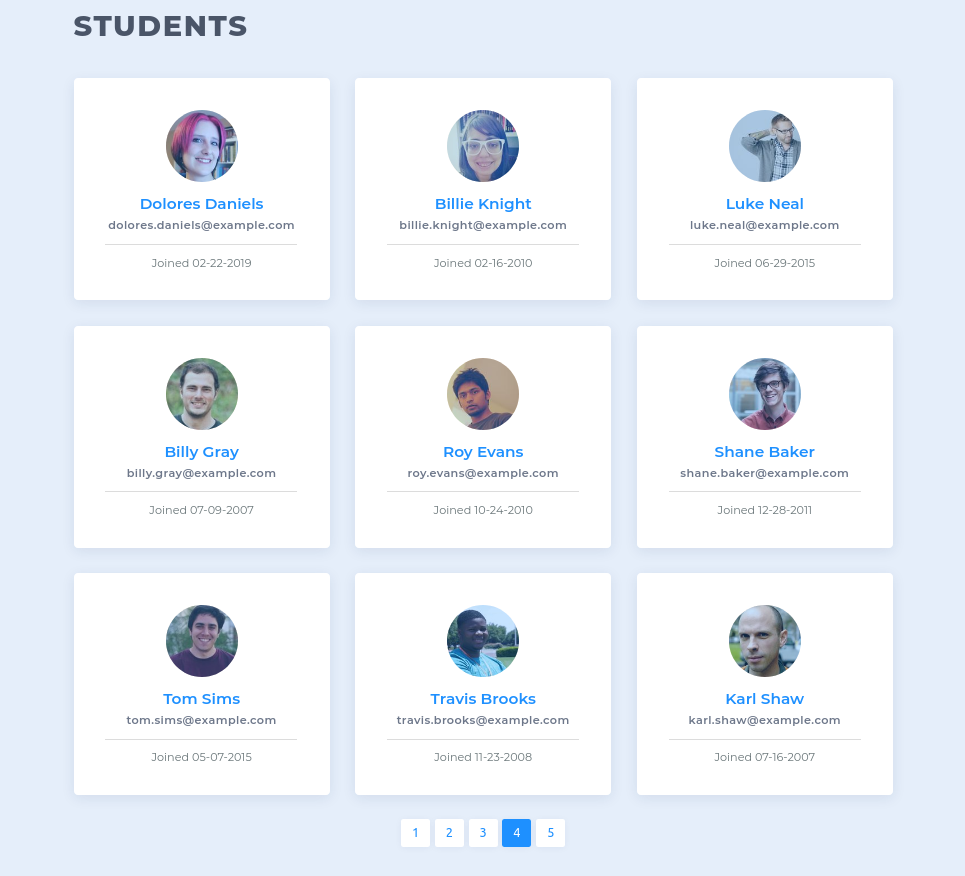 STUDENTS
Dolores Daniels
dolores.daniels@example.com
Joined 02-22-2019
Billie Knight
billie.knight@example.com
Joined 02-16-2010
Luke Neal
luke.neal@example.com
Joined 06-29-2015
Billy Gray
billy.gray@example.com
Joined 07-09-2007
Roy Evans
roy.evans@example.com
Joined 10-24-2010
Shane Baker
shane.baker@example.com
Joined 12-28-2011
Tom Sims
tom.sims@example.com
Joined 05-07-2015
Travis Brooks
travis.brooks@example.com
Joined 11-23-2008
Karl Shaw
karl.shaw@example.com
Joined 07-16-2007
1 2 3 4 5